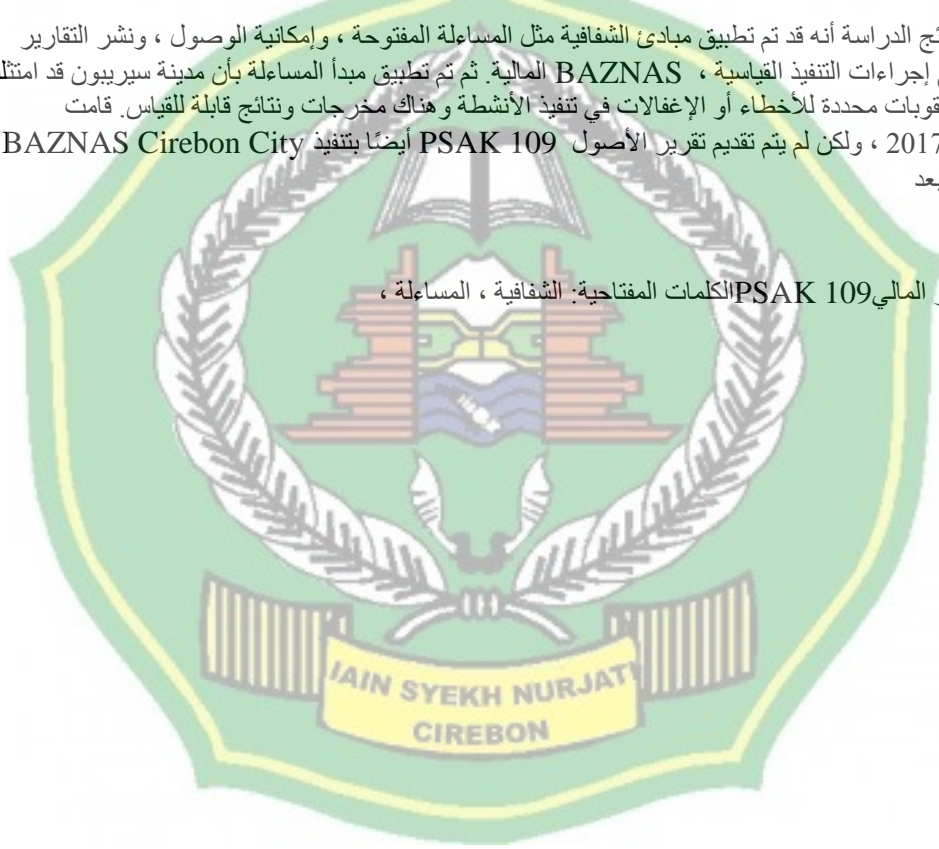 ئج الدراسة أنه قد تم تطبيق مبادئ الشفافية مثل المساءلة المفتوحة ، وإمكانية الوصول ، ونشر التقارير
إجراءات التنفيذ القياسية ، BAZNAS المالية. ثم تم تطبيق مبدأ المساءلة بأن مدينة سيريبون قد امتثل
قوبات محددة للأخطاء أو الإغفالات في تنفيذ الأنشطة وهناك مخرجات ونتائج قابلة للقياس. قامت
2017 ، ولكن لم يتم تقديم تقرير الأصول PSAK 109 أيضًا بتنفيذ BAZNAS Cirebon City
بعد
المالي PSAK 109الكلمات المفتاحية: الشفافية ، المساءلة ،
IAIN SYEKH NURJATI
CIREBON